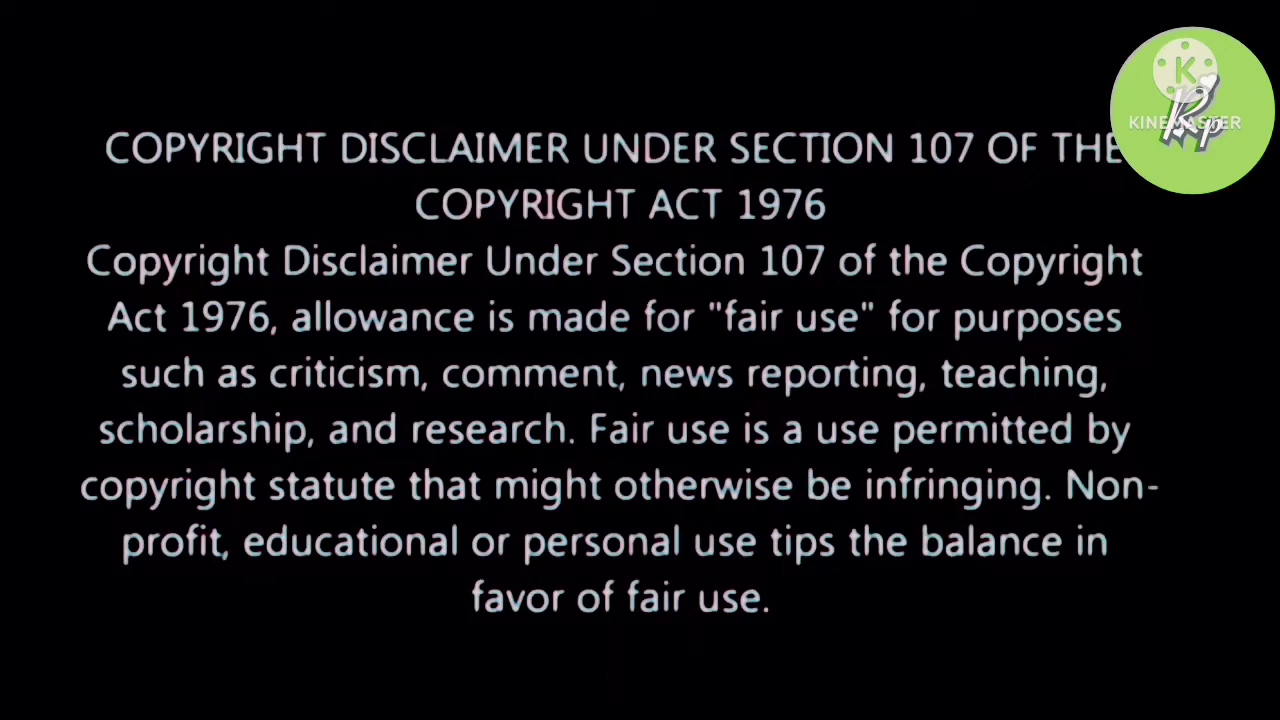 COPYRIGHT DISCLAIMER UNDER SECTION 107 OF THE
COPYRIGHT ACT 1976
Copyright Disclaimer Under Section 107 of the Copyright
Act 1976, allowance is made for "fair use" for purposes
such as criticism, comment, news reporting, teaching,
scholarship, and research. Fair use is a use permitted by
copyright statute that might otherwise be infringing. Non-
profit, educational or personal use tips the balance in
favor of fair use.
K
KINEMASTER